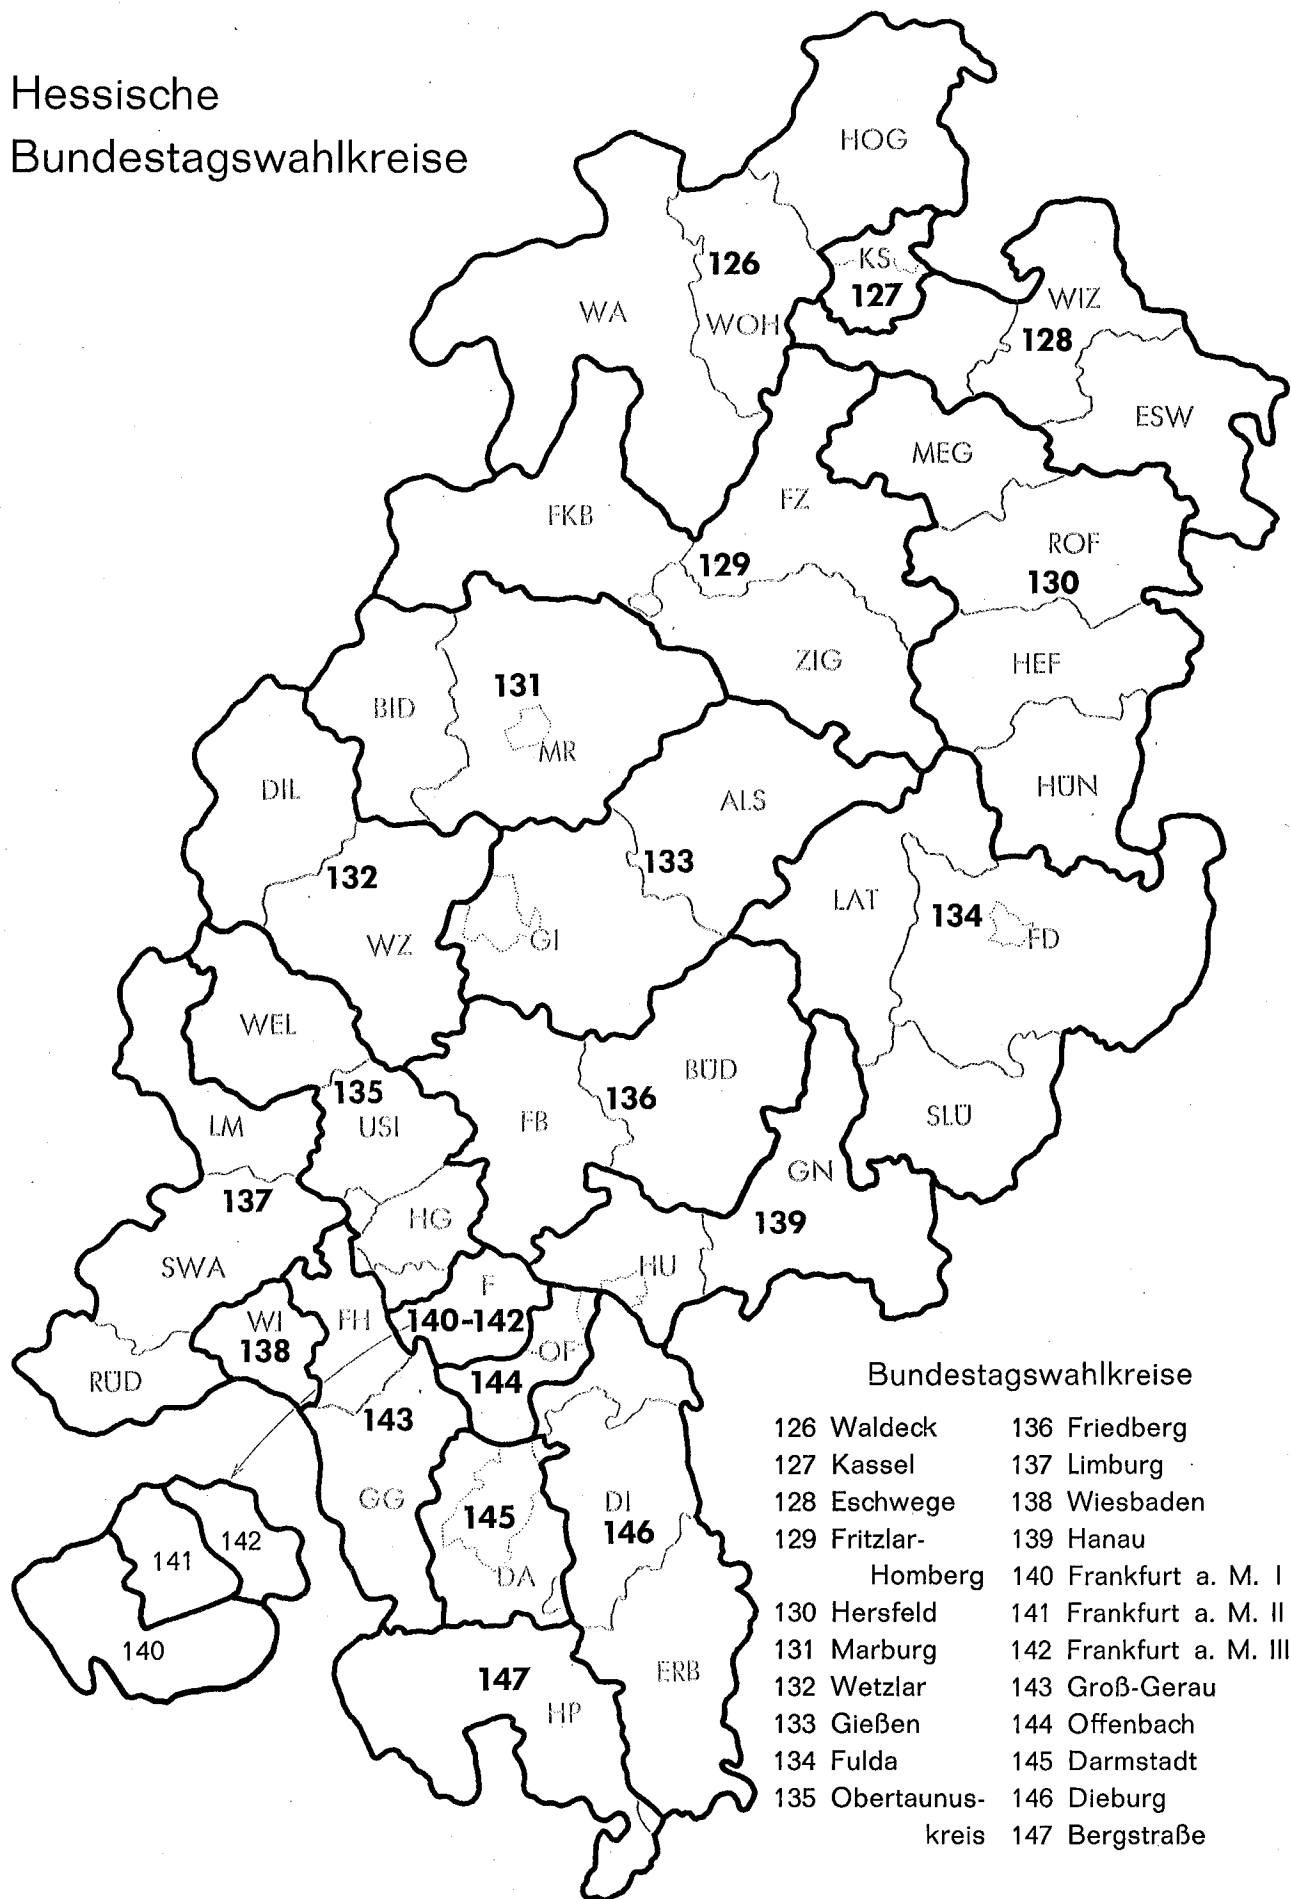 Hessische
Bundestagswahlkreise
HOG
KS
126
127
WIZ
WA
WOH
128
ESW
MEG
FZ
FKB
ROF
129
130
ZIG
HEF
131
BID
MR
HÜN
DIL
ALS
133
132
LAT
134
FD
WZ
GI
WEL
BÜD
135
136
SLÜ
LM
USI
FB
GN
137
HG
139
SWA
HU
F
WI
FH
140-142
138
OF
RÜD
144
143
GG
DI
145
146
DA
142
141
140
ERB
147
HP
Bundestagswahlkreise
126 Waldeck
127 Kassel
128 Eschwege
129 Fritzlar-
Homberg
130 Hersfeld
131 Marburg
132 Wetzlar
133 Gießen
134 Fulda
135 Obertaunus-
kreis
136 Friedberg
137 Limburg
138 Wiesbaden
139 Hanau
140 Frankfurt a. M. I
141 Frankfurt a. M. II
142 Frankfurt a. M. III
143 Groß-Gerau
144 Offenbach
145 Darmstadt
146 Dieburg
147 Bergstraße